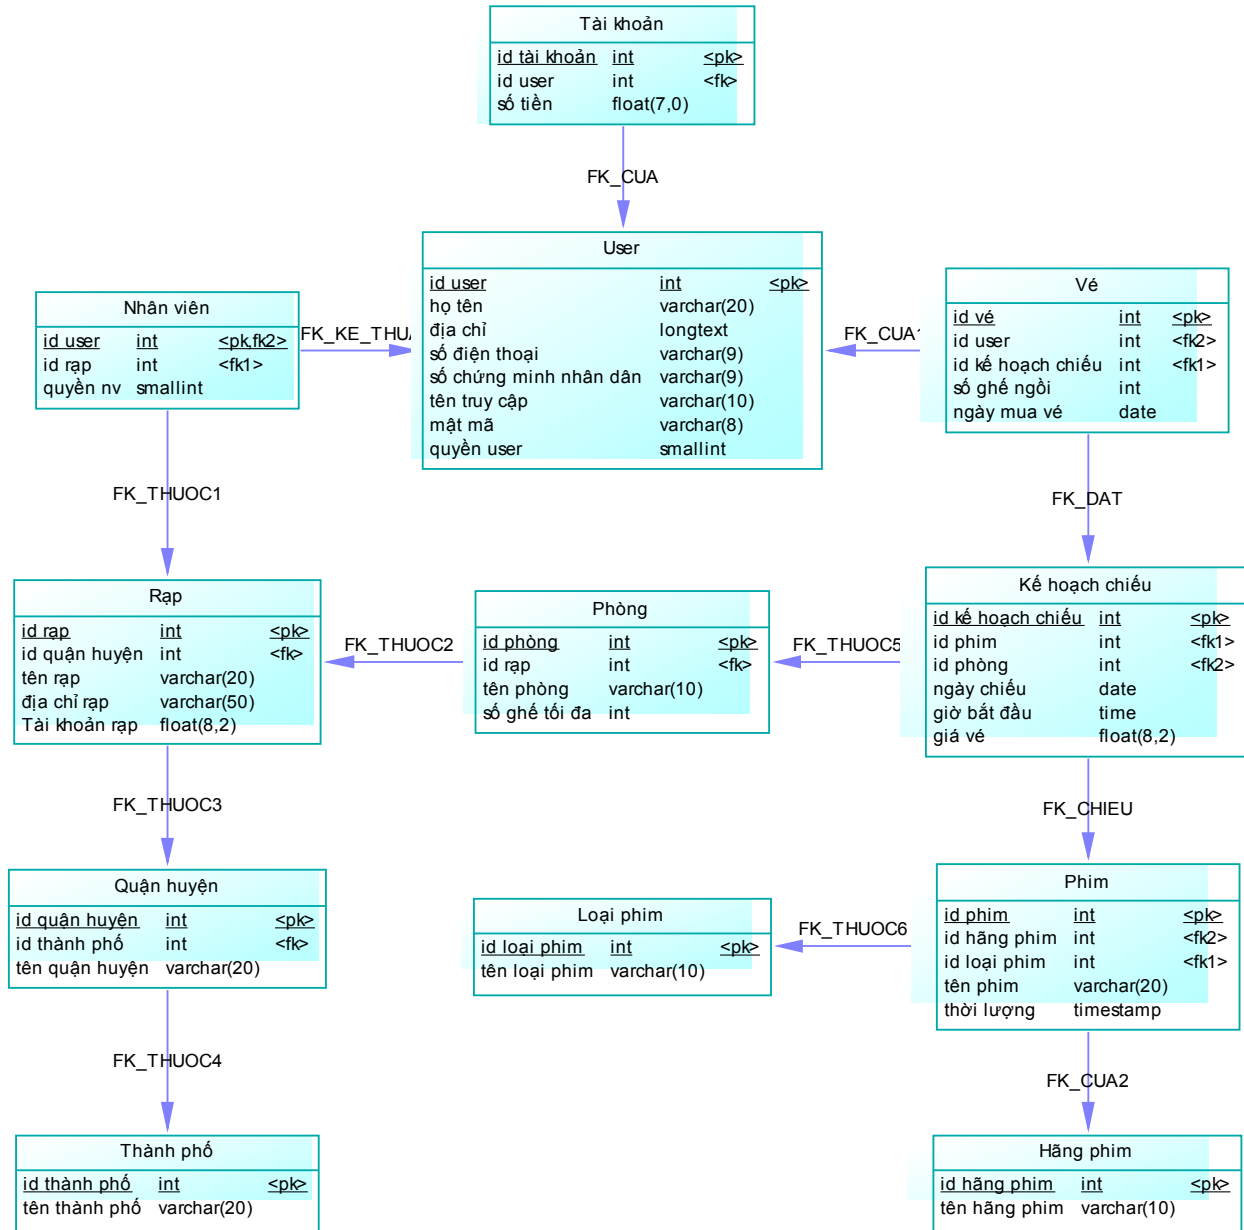 Tài khoản
id tài khoản int <pk>
id user int <fk>
số tiền float(7,0)
FK_CUA
User
id user int <pk>
họ tên varchar(20)
địa chỉ longtext
số điện thoại varchar(9)
số chứng minh nhân dân varchar(9)
tên truy cập varchar(10)
mật mã varchar(8)
quyền user smallint
Nhân viên
id user int <pk,fk2>
id rạp int <fk1>
quyền nv smallint
FK_KE_THUA
Vé
id vé int <pk>
id user int <fk2>
id kế hoạch chiếu int <fk1>
số ghế ngồi int
ngày mua vé date
FK_CUA1
FK_THUOC1
FK_DAT
Rạp
id rạp int <pk>
id quận huyện int <fk>
tên rạp varchar(20)
địa chỉ rạp varchar(50)
Tài khoản rạp float(8,2)
FK_THUOC2
Phòng
id phòng int <pk>
id rạp int <fk>
tên phòng varchar(10)
số ghế tối đa int
FK_THUOC5
Kế hoạch chiếu
id kế hoạch chiếu int <pk>
id phim int <fk1>
id phòng int <fk2>
ngày chiếu date
giờ bắt đầu time
giá vé float(8,2)
FK_THUOC3
FK_CHIEU
Quận huyện
id quận huyện int <pk>
id thành phố int <fk>
tên quận huyện varchar(20)
Loại phim
id loại phim int <pk>
tên loại phim varchar(10)
FK_THUOC6
Phim
id phim int <pk>
id hãng phim int <fk2>
id loại phim int <fk1>
tên phim varchar(20)
thời lượng timestamp
FK_THUOC4
FK_CUA2
Thành phố
id thành phố int <pk>
tên thành phố varchar(20)
Hãng phim
id hãng phim int <pk>
tên hãng phim varchar(10)